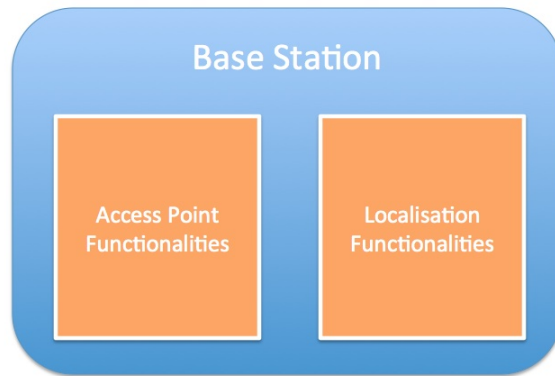 Base Station
Access Point
Functionalities
Localisation
Functionalities